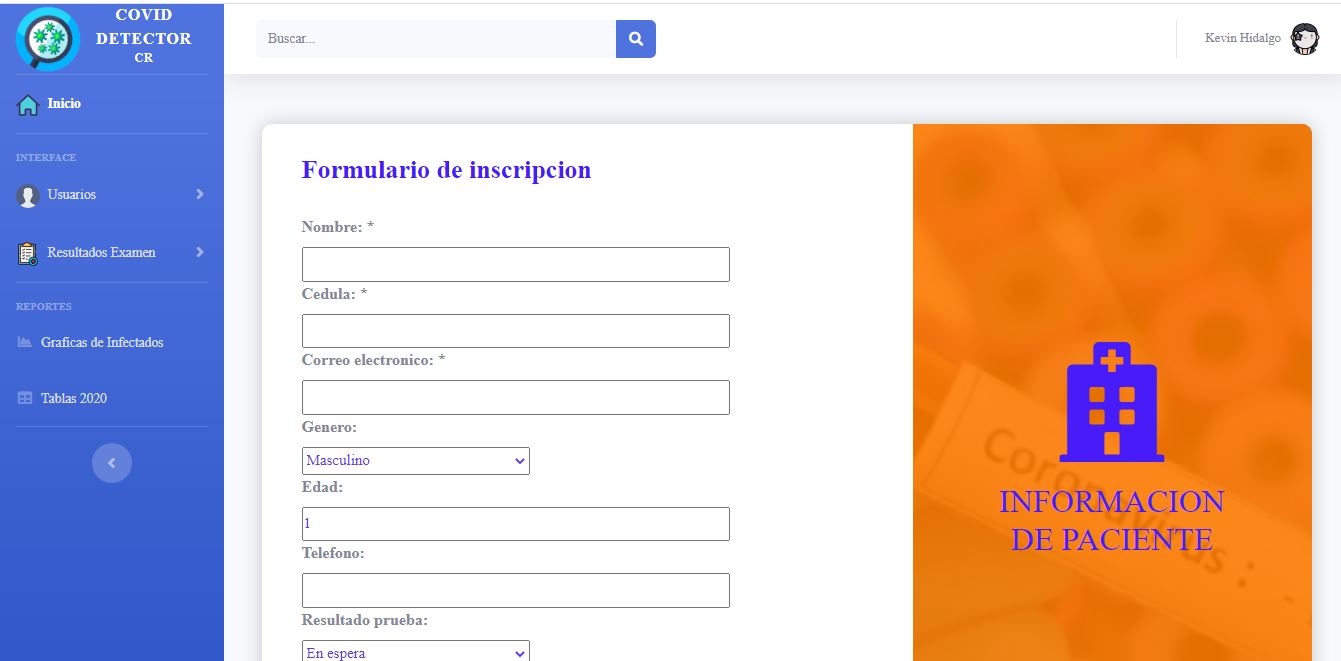 COVID
DETECTOR
CR
Inicio
INTERFACE
Usuarios
Resultados Examen
REPORTES
Graficas de Infectados
Tablas 2020
Buscar...
Kevin Hidalgo
Formulario de inscripcion
Nombre: *
Cedula: *
Correo electronico: *
Genero:
Masculino
Edad:
1
Telefono:
Resultado prueba:
En espera
Coronavirus :
INFORMACION
DE PACIENTE